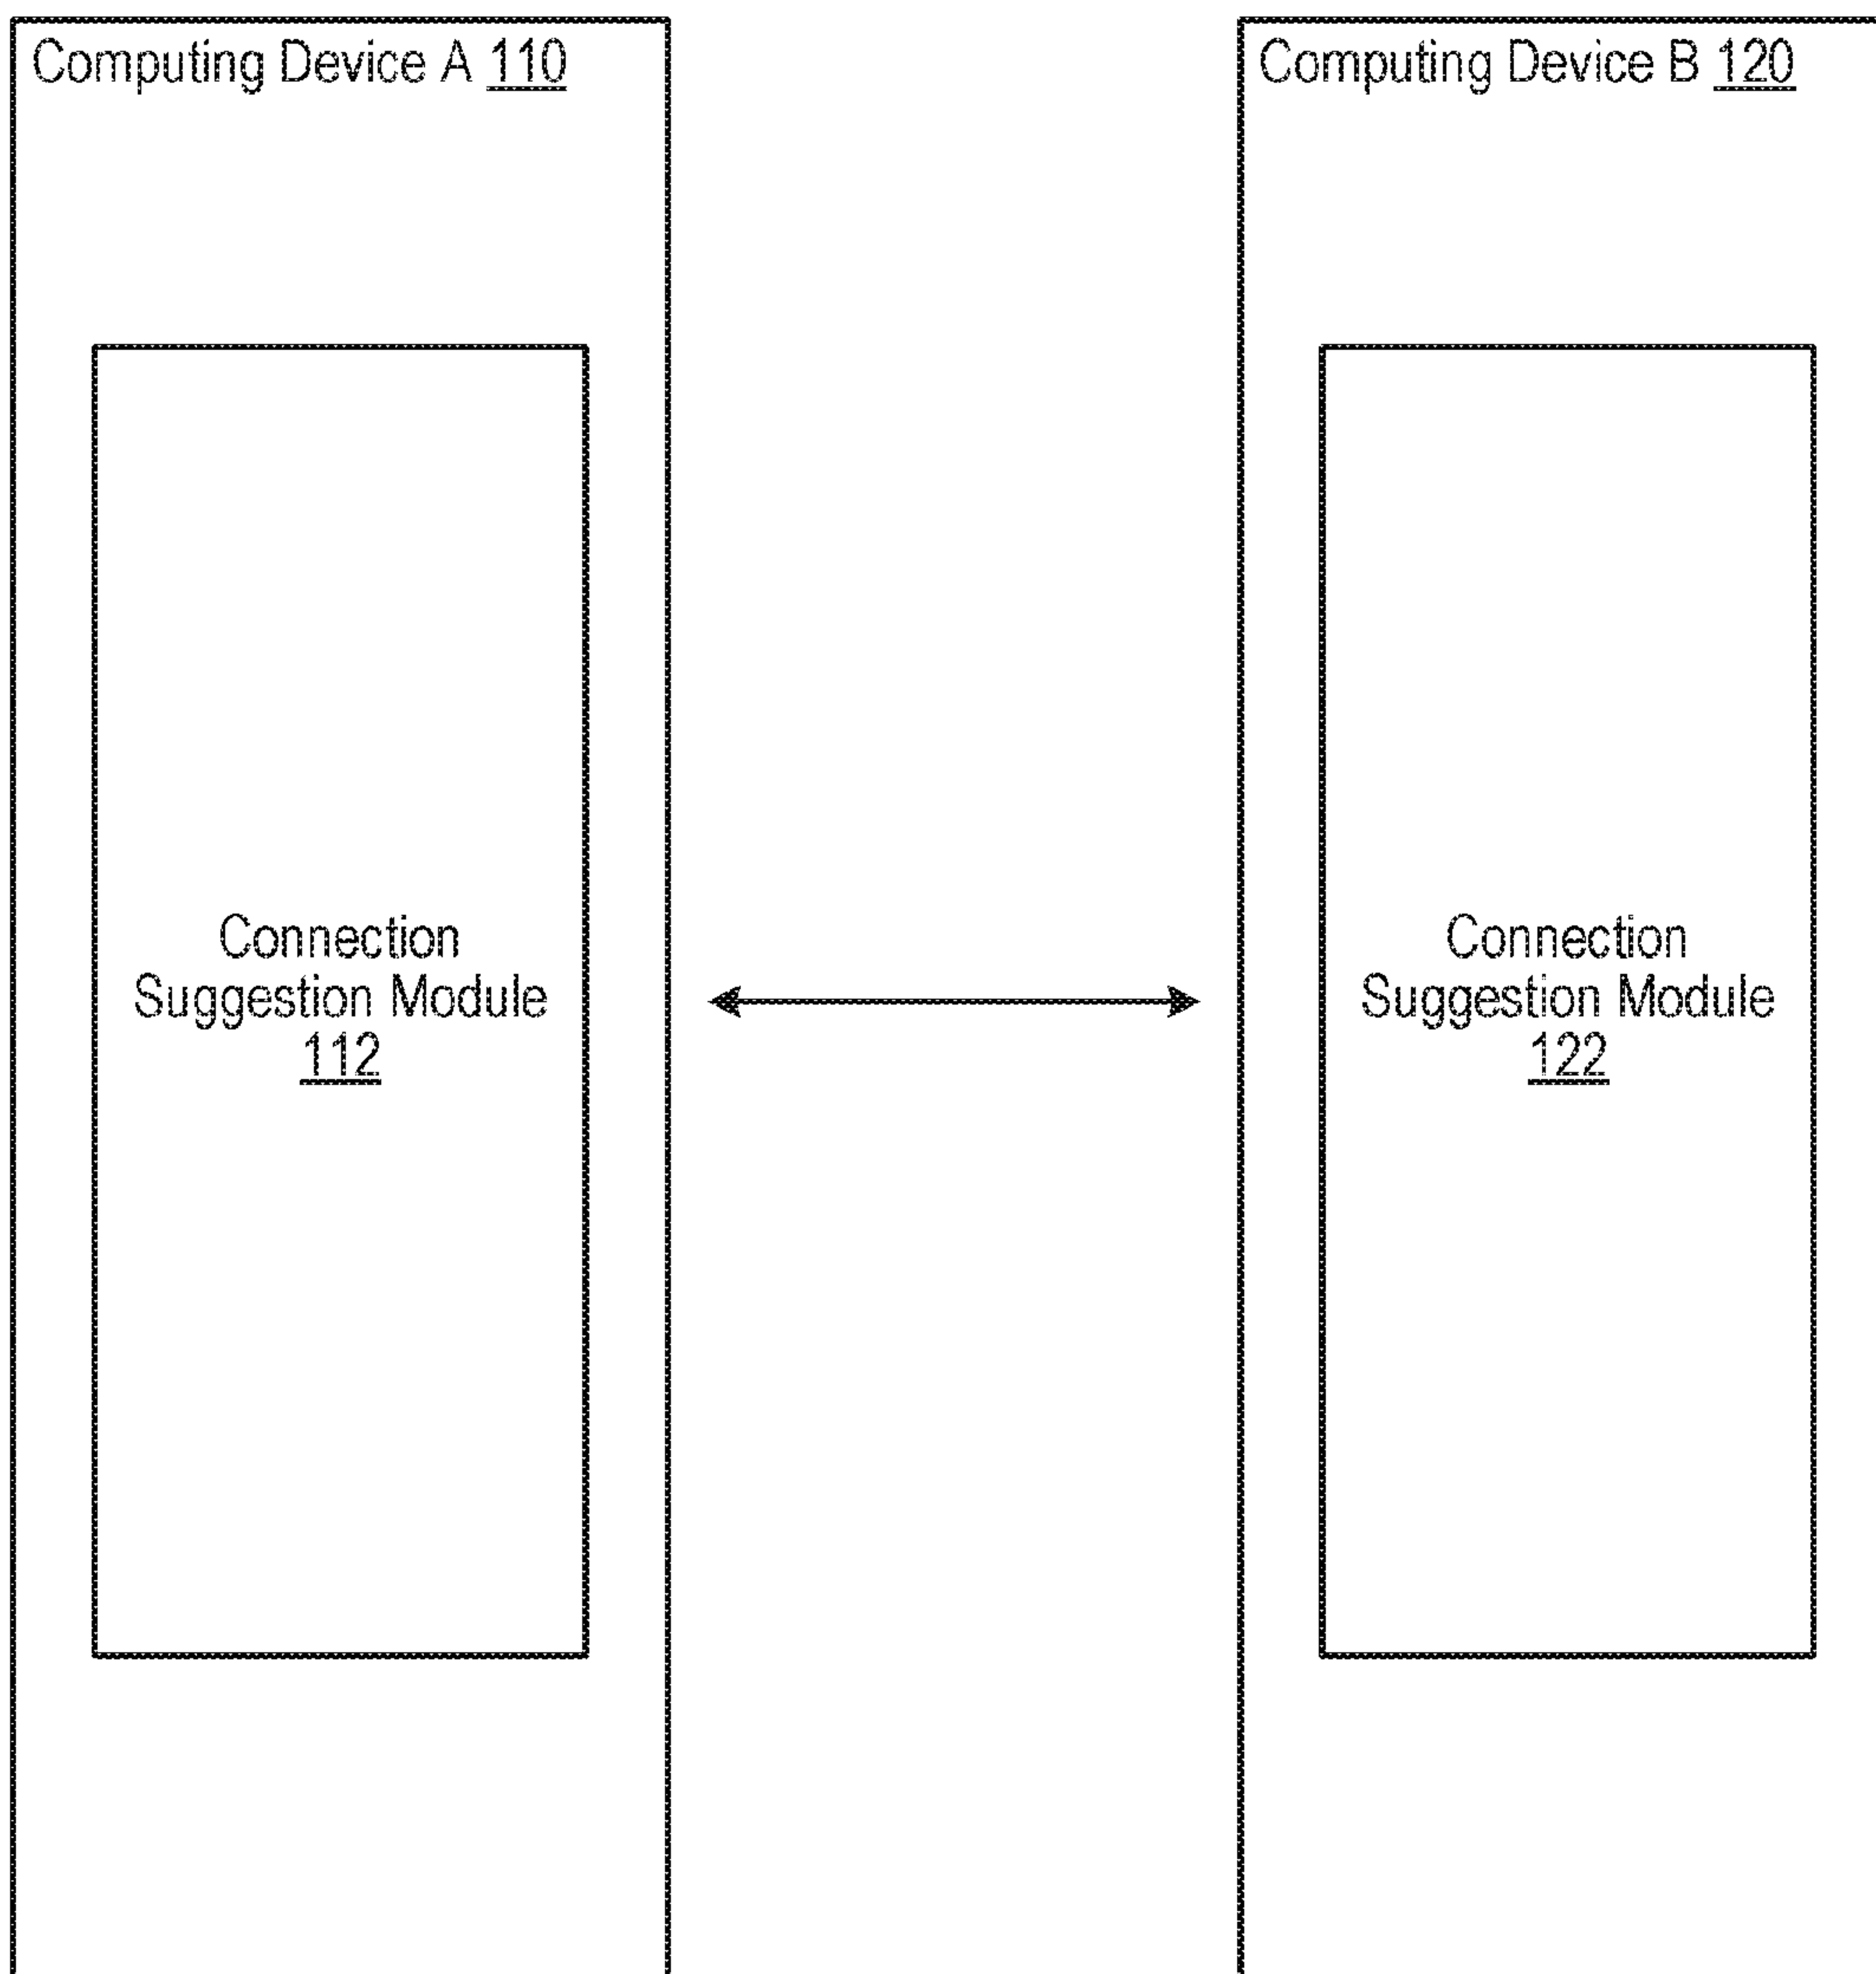 Computing Device A 110
Computing Device B 120
Connection
Suggestion Module
112
Connection
Suggestion Module
122